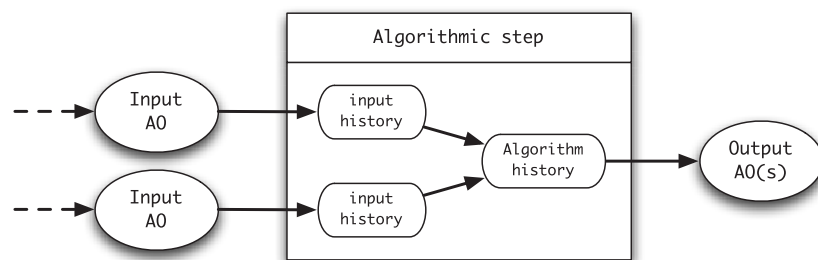 Algorithmic step
Input
AO
input
history
Algorithm
history
Output
AO(s)
Input
AO
input
history